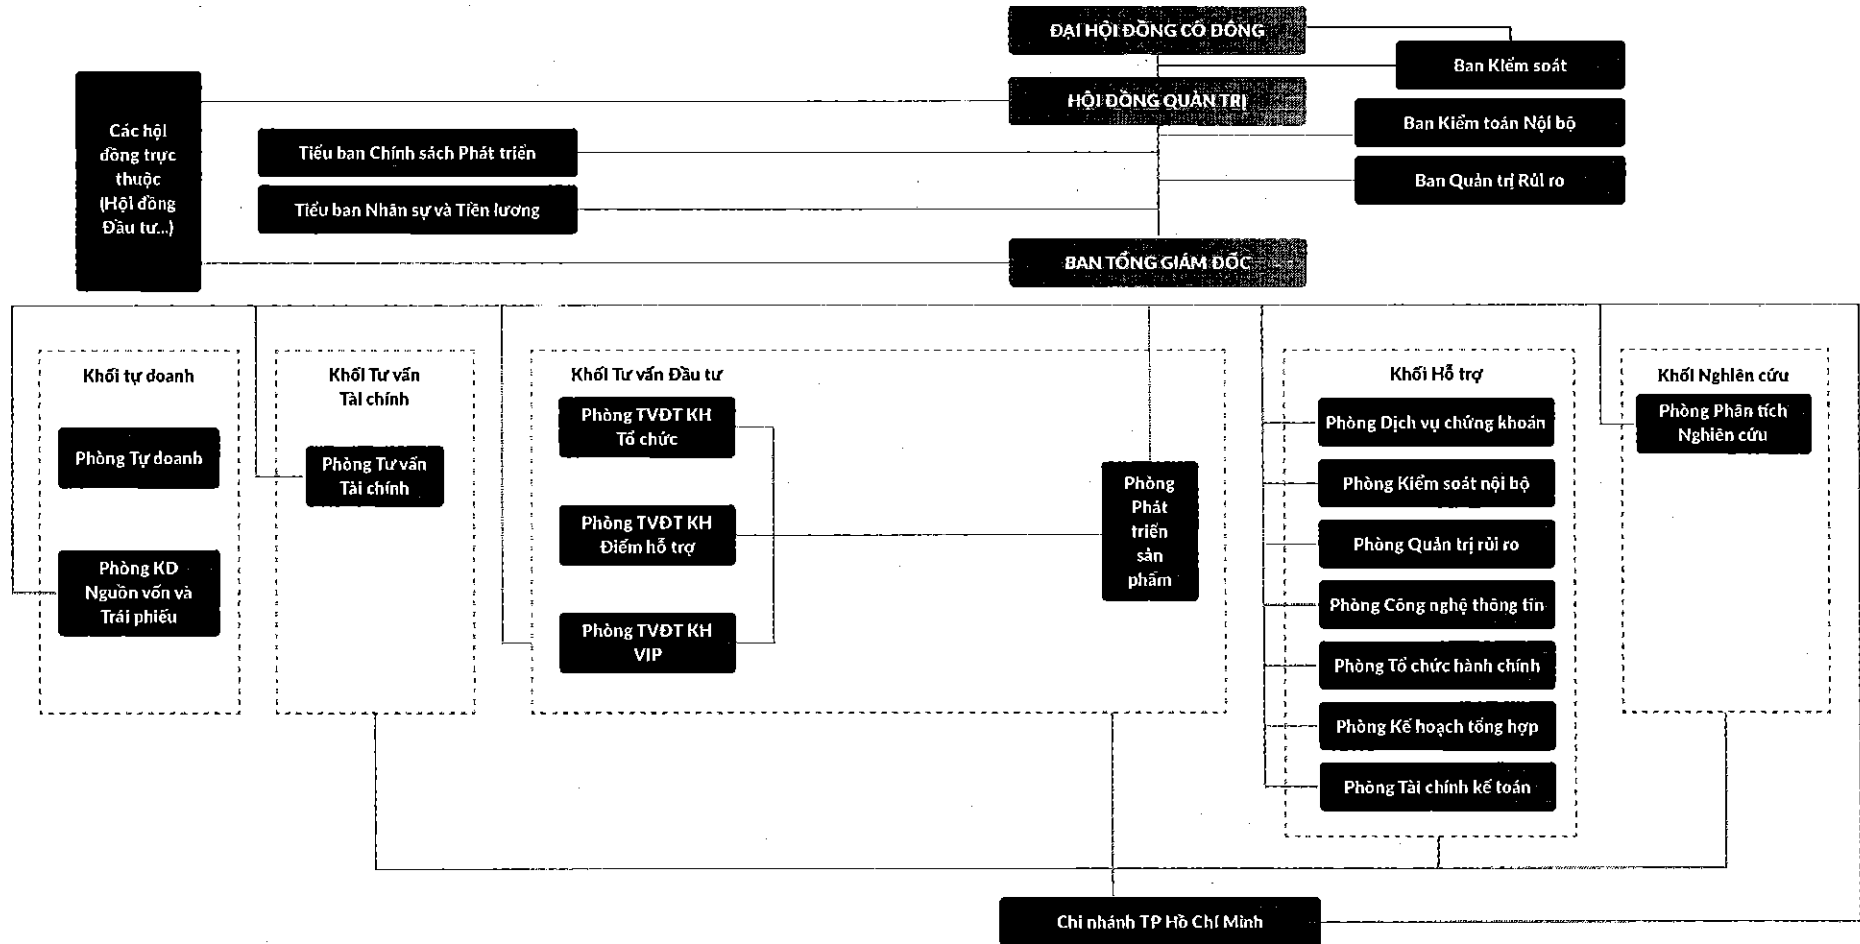 ĐẠI HỘI ĐỒNG CỔ ĐÔNG
Ban Kiểm soát
HỘI ĐỒNG QUẢN TRỊ
Các hội
đồng trực
thuộc
(Hội đồng
Đầu tư...)
Ban Kiểm toán Nội bộ
Tiểu ban Chính sách Phát triển
Ban Quản trị Rủi ro
Tiểu ban Nhân sự và Tiền lương
BAN TỔNG GIÁM ĐỐC
Khối tự doanh
Phòng Tự doanh
Phòng KD
Nguồn vốn và
Trái phiếu
Khối Tư vấn
Tài chính
Phòng Tư vấn
Tài chính
Khối Tư vấn Đầu tư
Phòng TVĐT KH
Tổ chức
Phòng TVĐT KH
Điểm hỗ trợ
Phòng TVĐT KH
VIP
Phòng
Phát
triển
sản
phẩm
Khối Hỗ trợ
Phòng Dịch vụ chứng khoán
Phòng Kiểm soát nội bộ
Phòng Quản trị rủi ro
Phòng Công nghệ thông tin
Phòng Tổ chức hành chính
Phòng Kế hoạch tổng hợp
Phòng Tài chính kế toán
Khối Nghiên cứu
Phòng Phân tích
Nghiên cứu
Chi nhánh TP Hồ Chí Minh